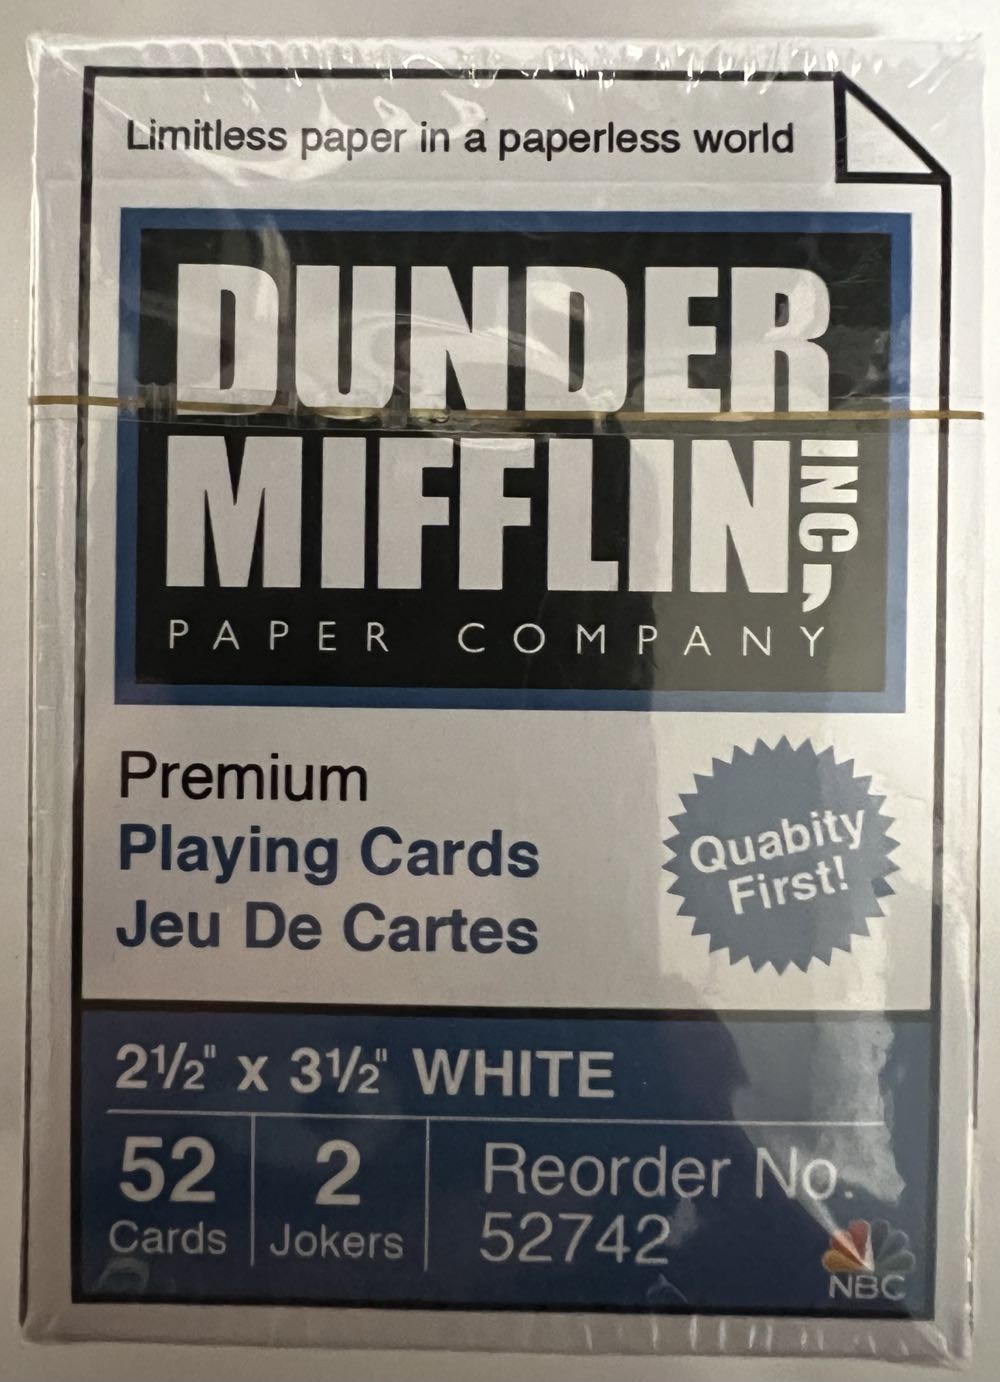 Limitless paper in a paperless world
DUNDER
MIFFLIN, INC
PAPER COMPANY
Premium
Playing Cards
Jeu De Cartes
Quabity
First!
2½" x 3½" WHITE
52
Cards
2
Jokers
Reorder No.
52742
NBC